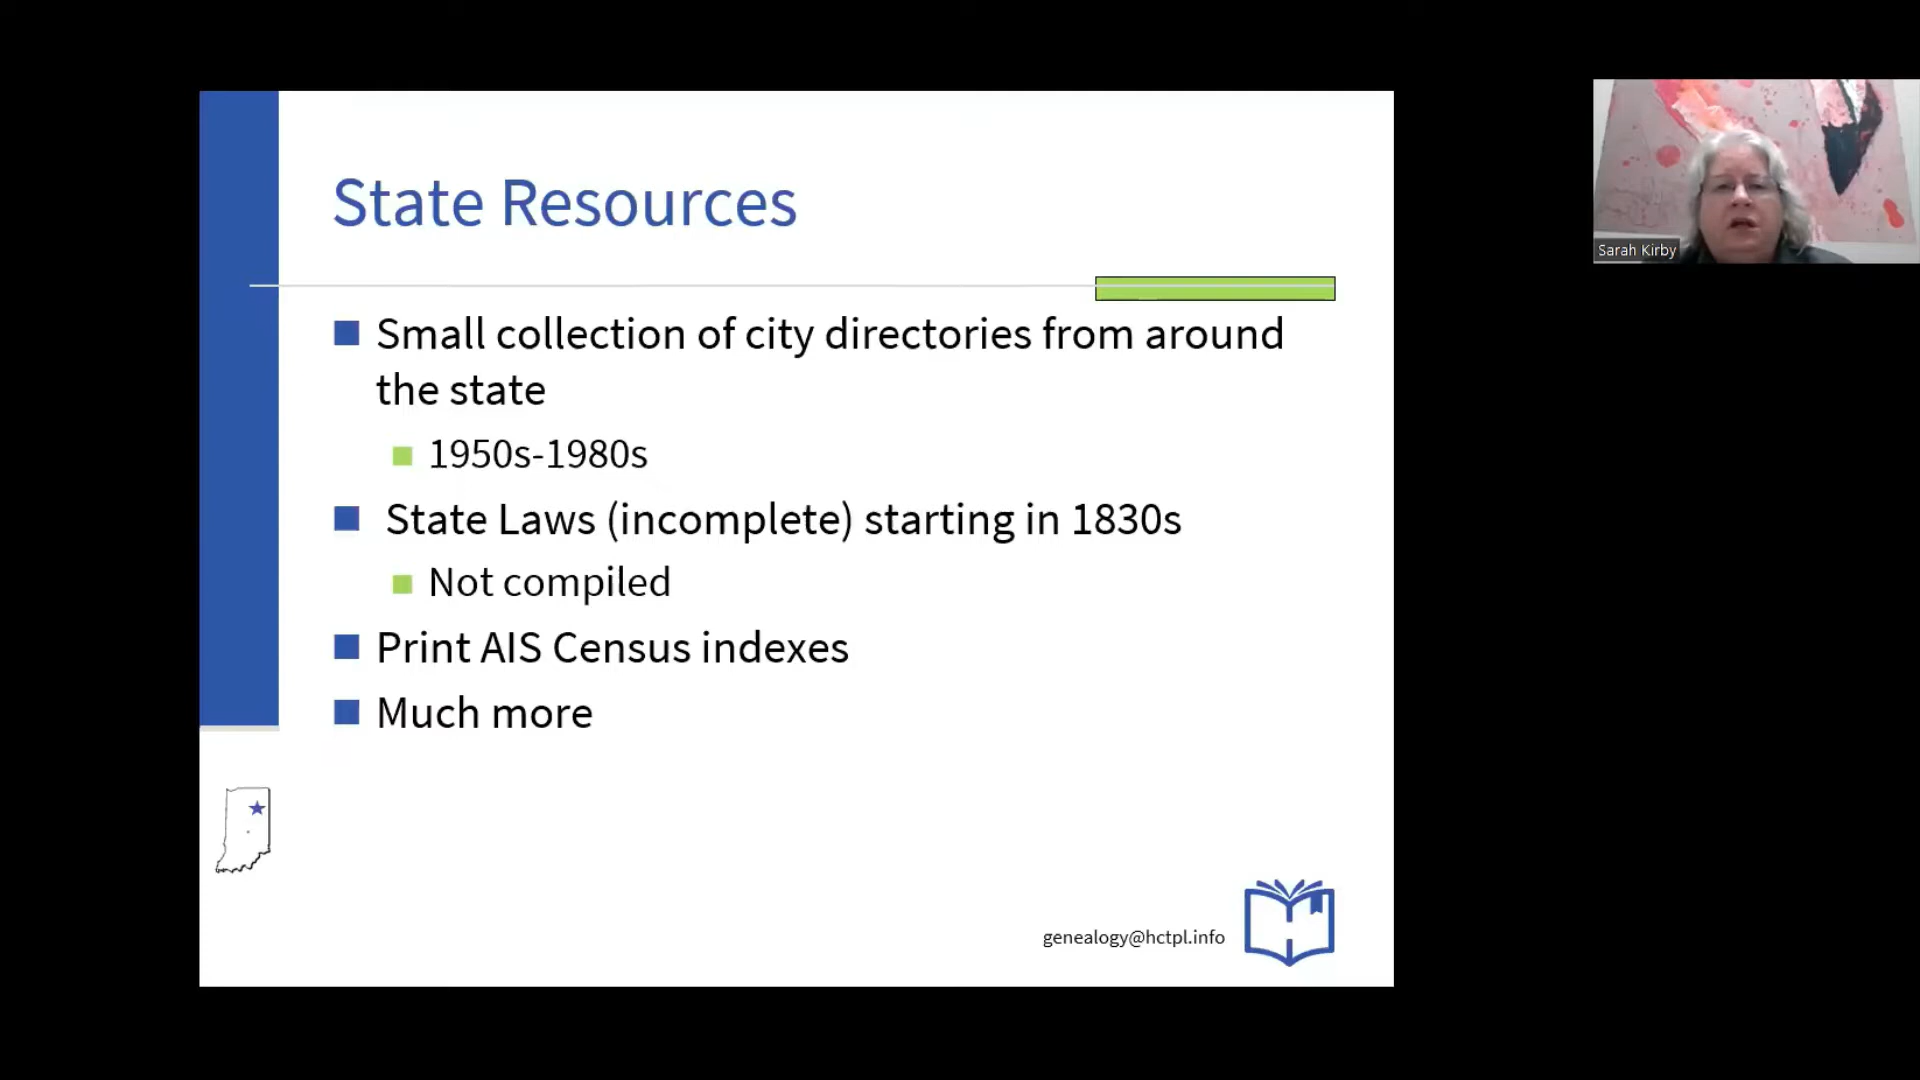 State Resources
Small collection of city directories from around
the state
1950s-1980s
State Laws (incomplete) starting in 1830s
Not compiled
Print AIS Census indexes
Much more
genealogy@hctpl.info
Sarah Kirby